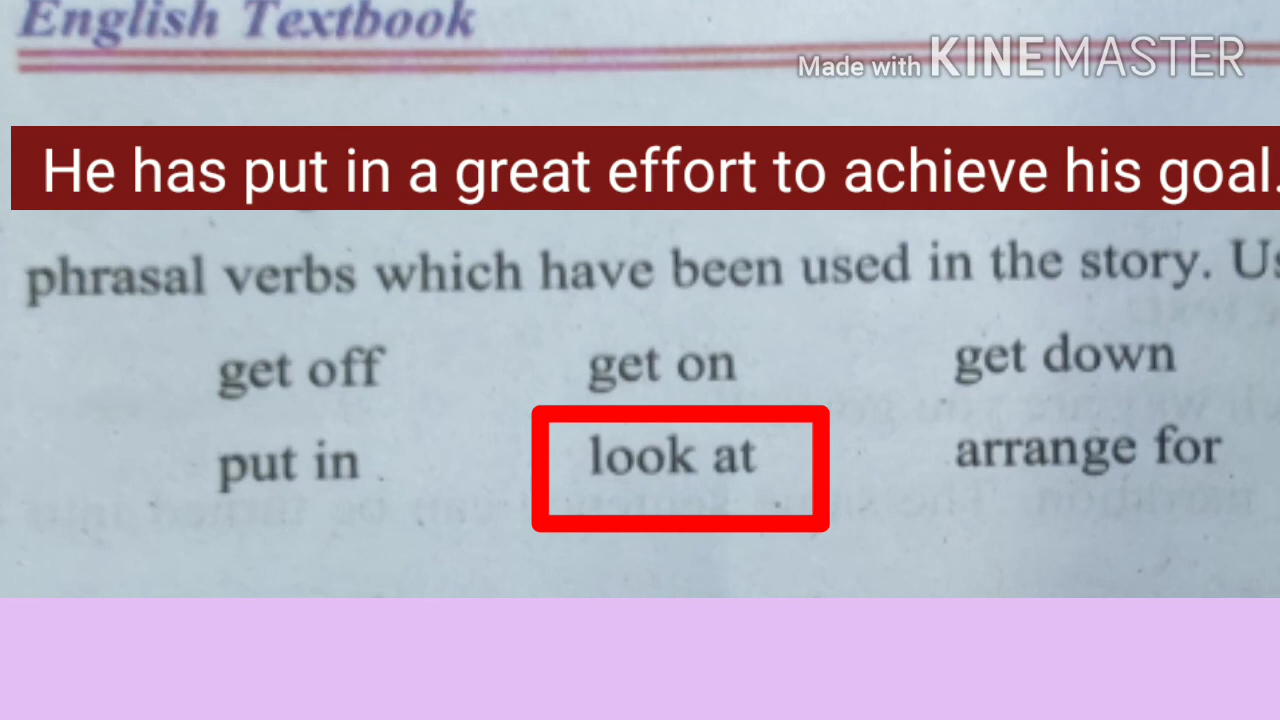 English Textbook
Made with KINEMASTER
He has put in a great effort to achieve his goal.
phrasal verbs which have been used in the story.
get off get on get down
put in look at arrange for